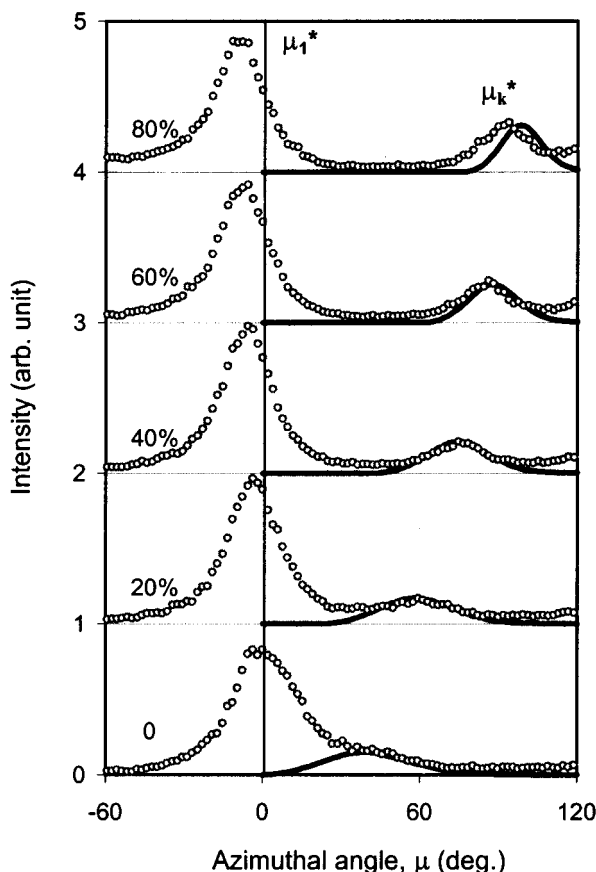 5
μ₁*
μₖ*
80%
4
60%
3
Intensity (arb. unit)
40%
2
20%
1
0
0
-60 0 60 120
Azimuthal angle, μ (deg.)